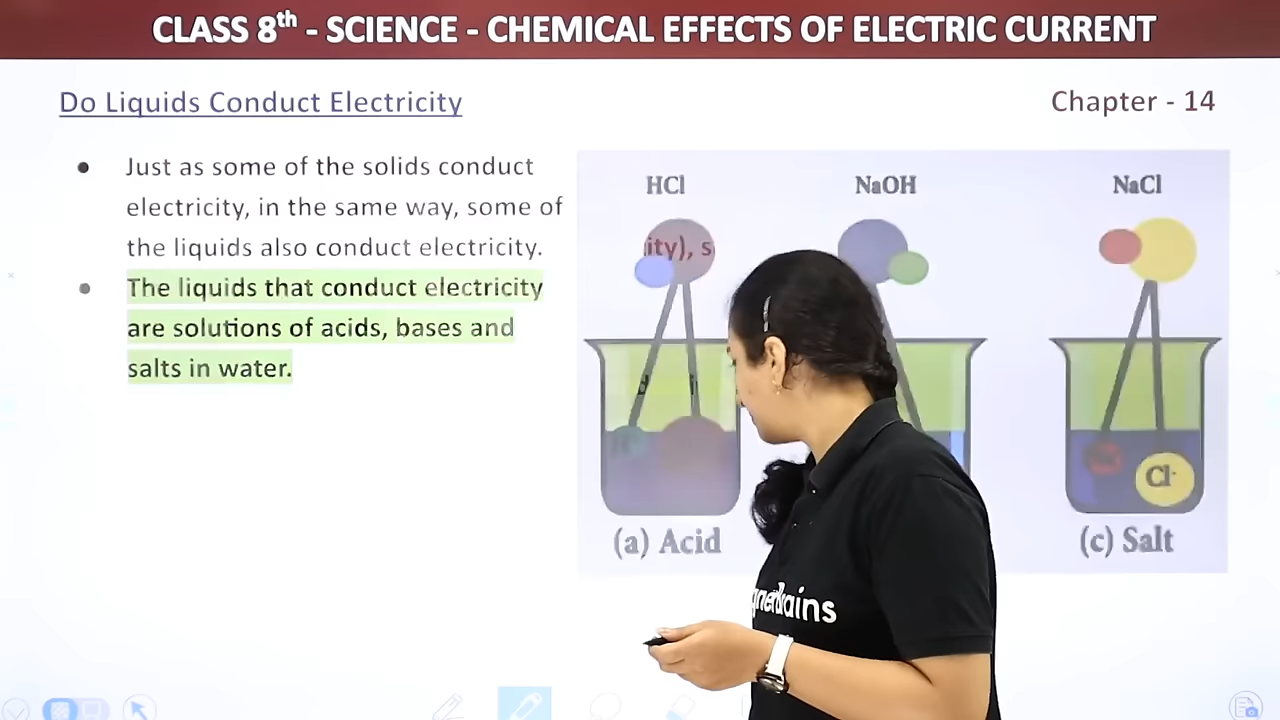 CLASS 8th - SCIENCE - CHEMICAL EFFECTS OF ELECTRIC CURRENT
Do Liquids Conduct Electricity
Chapter - 14
Just as some of the solids conduct
electricity, in the same way, some of
the liquids also conduct electricity.
The liquids that conduct electricity
are solutions of acids, bases and
salts in water.
HCl
NaOH
NaCl
ity), s
Cl-
(a) Acid
(c) Salt